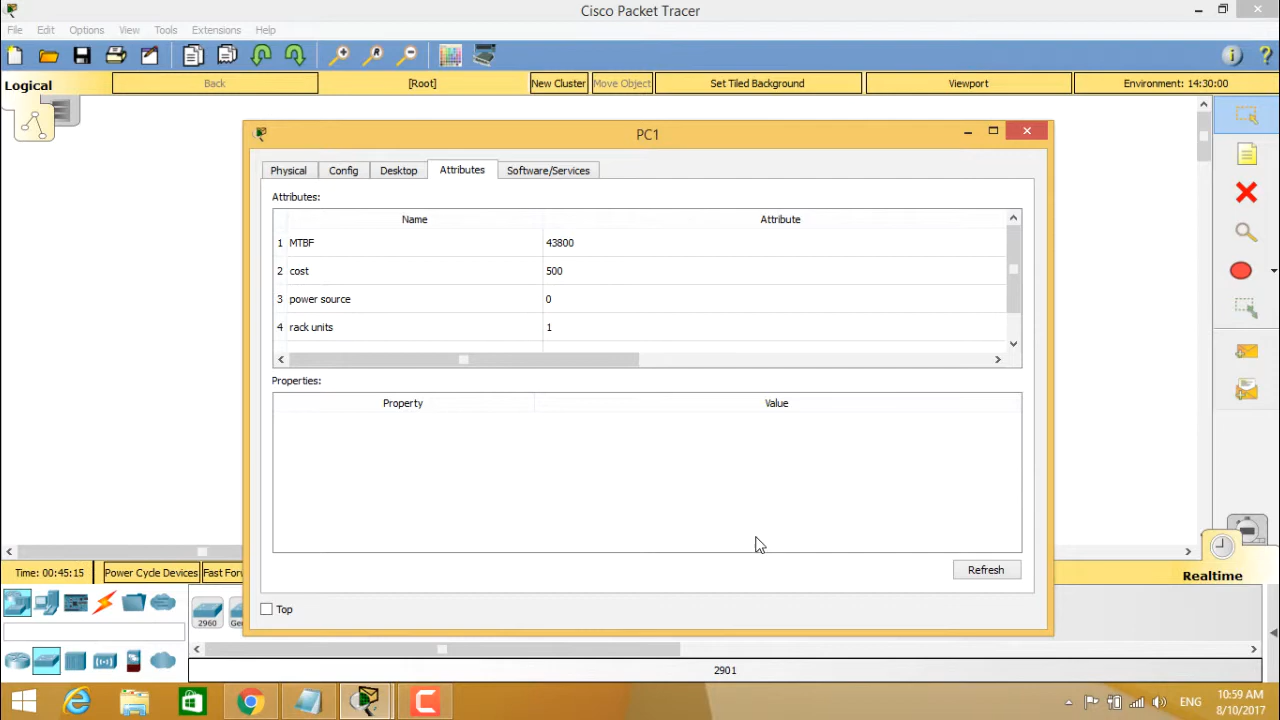 Cisco Packet Tracer
File Edit Options View Tools Extensions Help
Logical
Back
[Root]
New Cluster
Move Object
Set Tiled Background
Viewport
Environment: 14:30:00
PC1
Physical
Config
Desktop
Attributes
Software/Services
Attributes:
Name Attribute
1 MTBF 43800
2 cost 500
3 power source 0
4 rack units 1
Properties:
Property Value
Refresh
Top
Time: 00:45:15
Power Cycle Devices
Fast For
Realtime
2960
Ge
2901
ENG
10:59 AM
8/10/2017